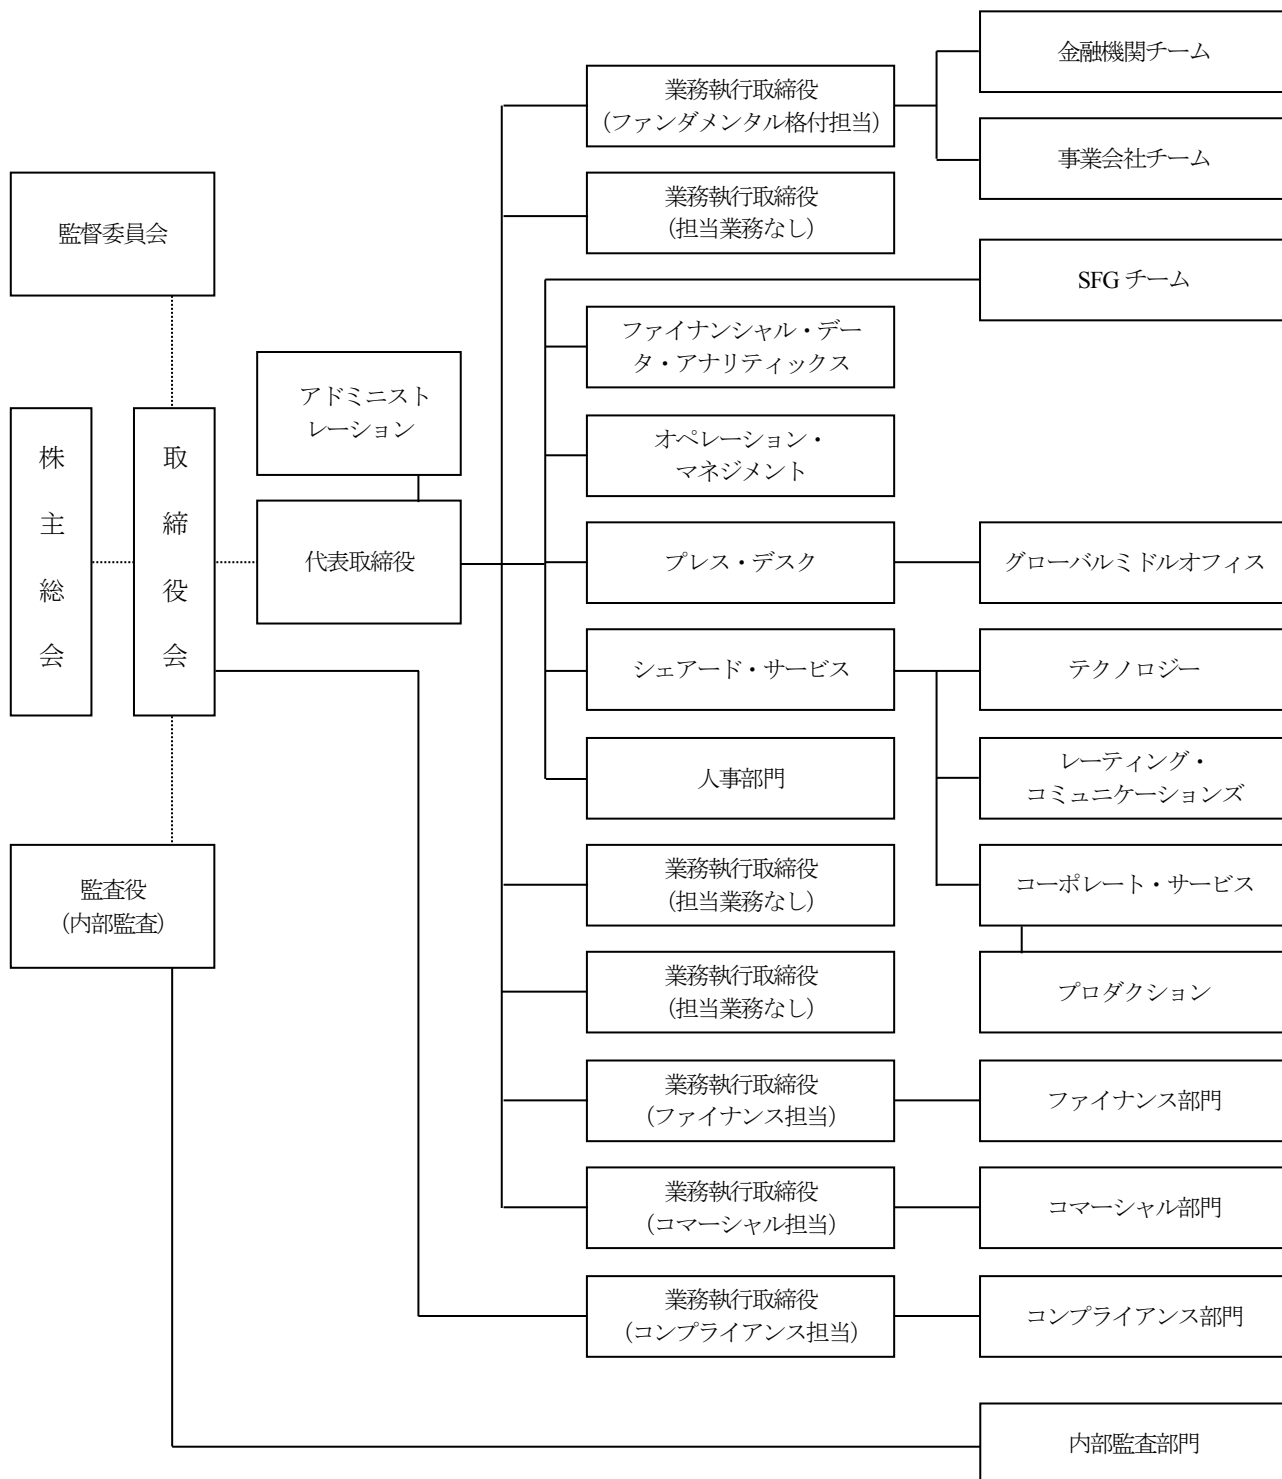 金融機関チーム
業務執行取締役
（ファンダメンタル格付担当）
事業会社チーム
監督委員会
業務執行取締役
（担当業務なし）
SFG チーム
ファイナンシャル・デー
タ・アナリティックス
アドミニスト
レーション
オペレーション・
マネジメント
株主総会
取締役会
代表取締役
プレス・デスク
グローバルミドルオフィス
シェアード・サービス
テクノロジー
人事部門
レーティング・
コミュニケーションズ
監査役
（内部監査）
業務執行取締役
（担当業務なし）
コーポレート・サービス
業務執行取締役
（担当業務なし）
プロダクション
業務執行取締役
（ファイナンス担当）
ファイナンス部門
業務執行取締役
（コマーシャル担当）
コマーシャル部門
業務執行取締役
（コンプライアンス担当）
コンプライアンス部門
内部監査部門